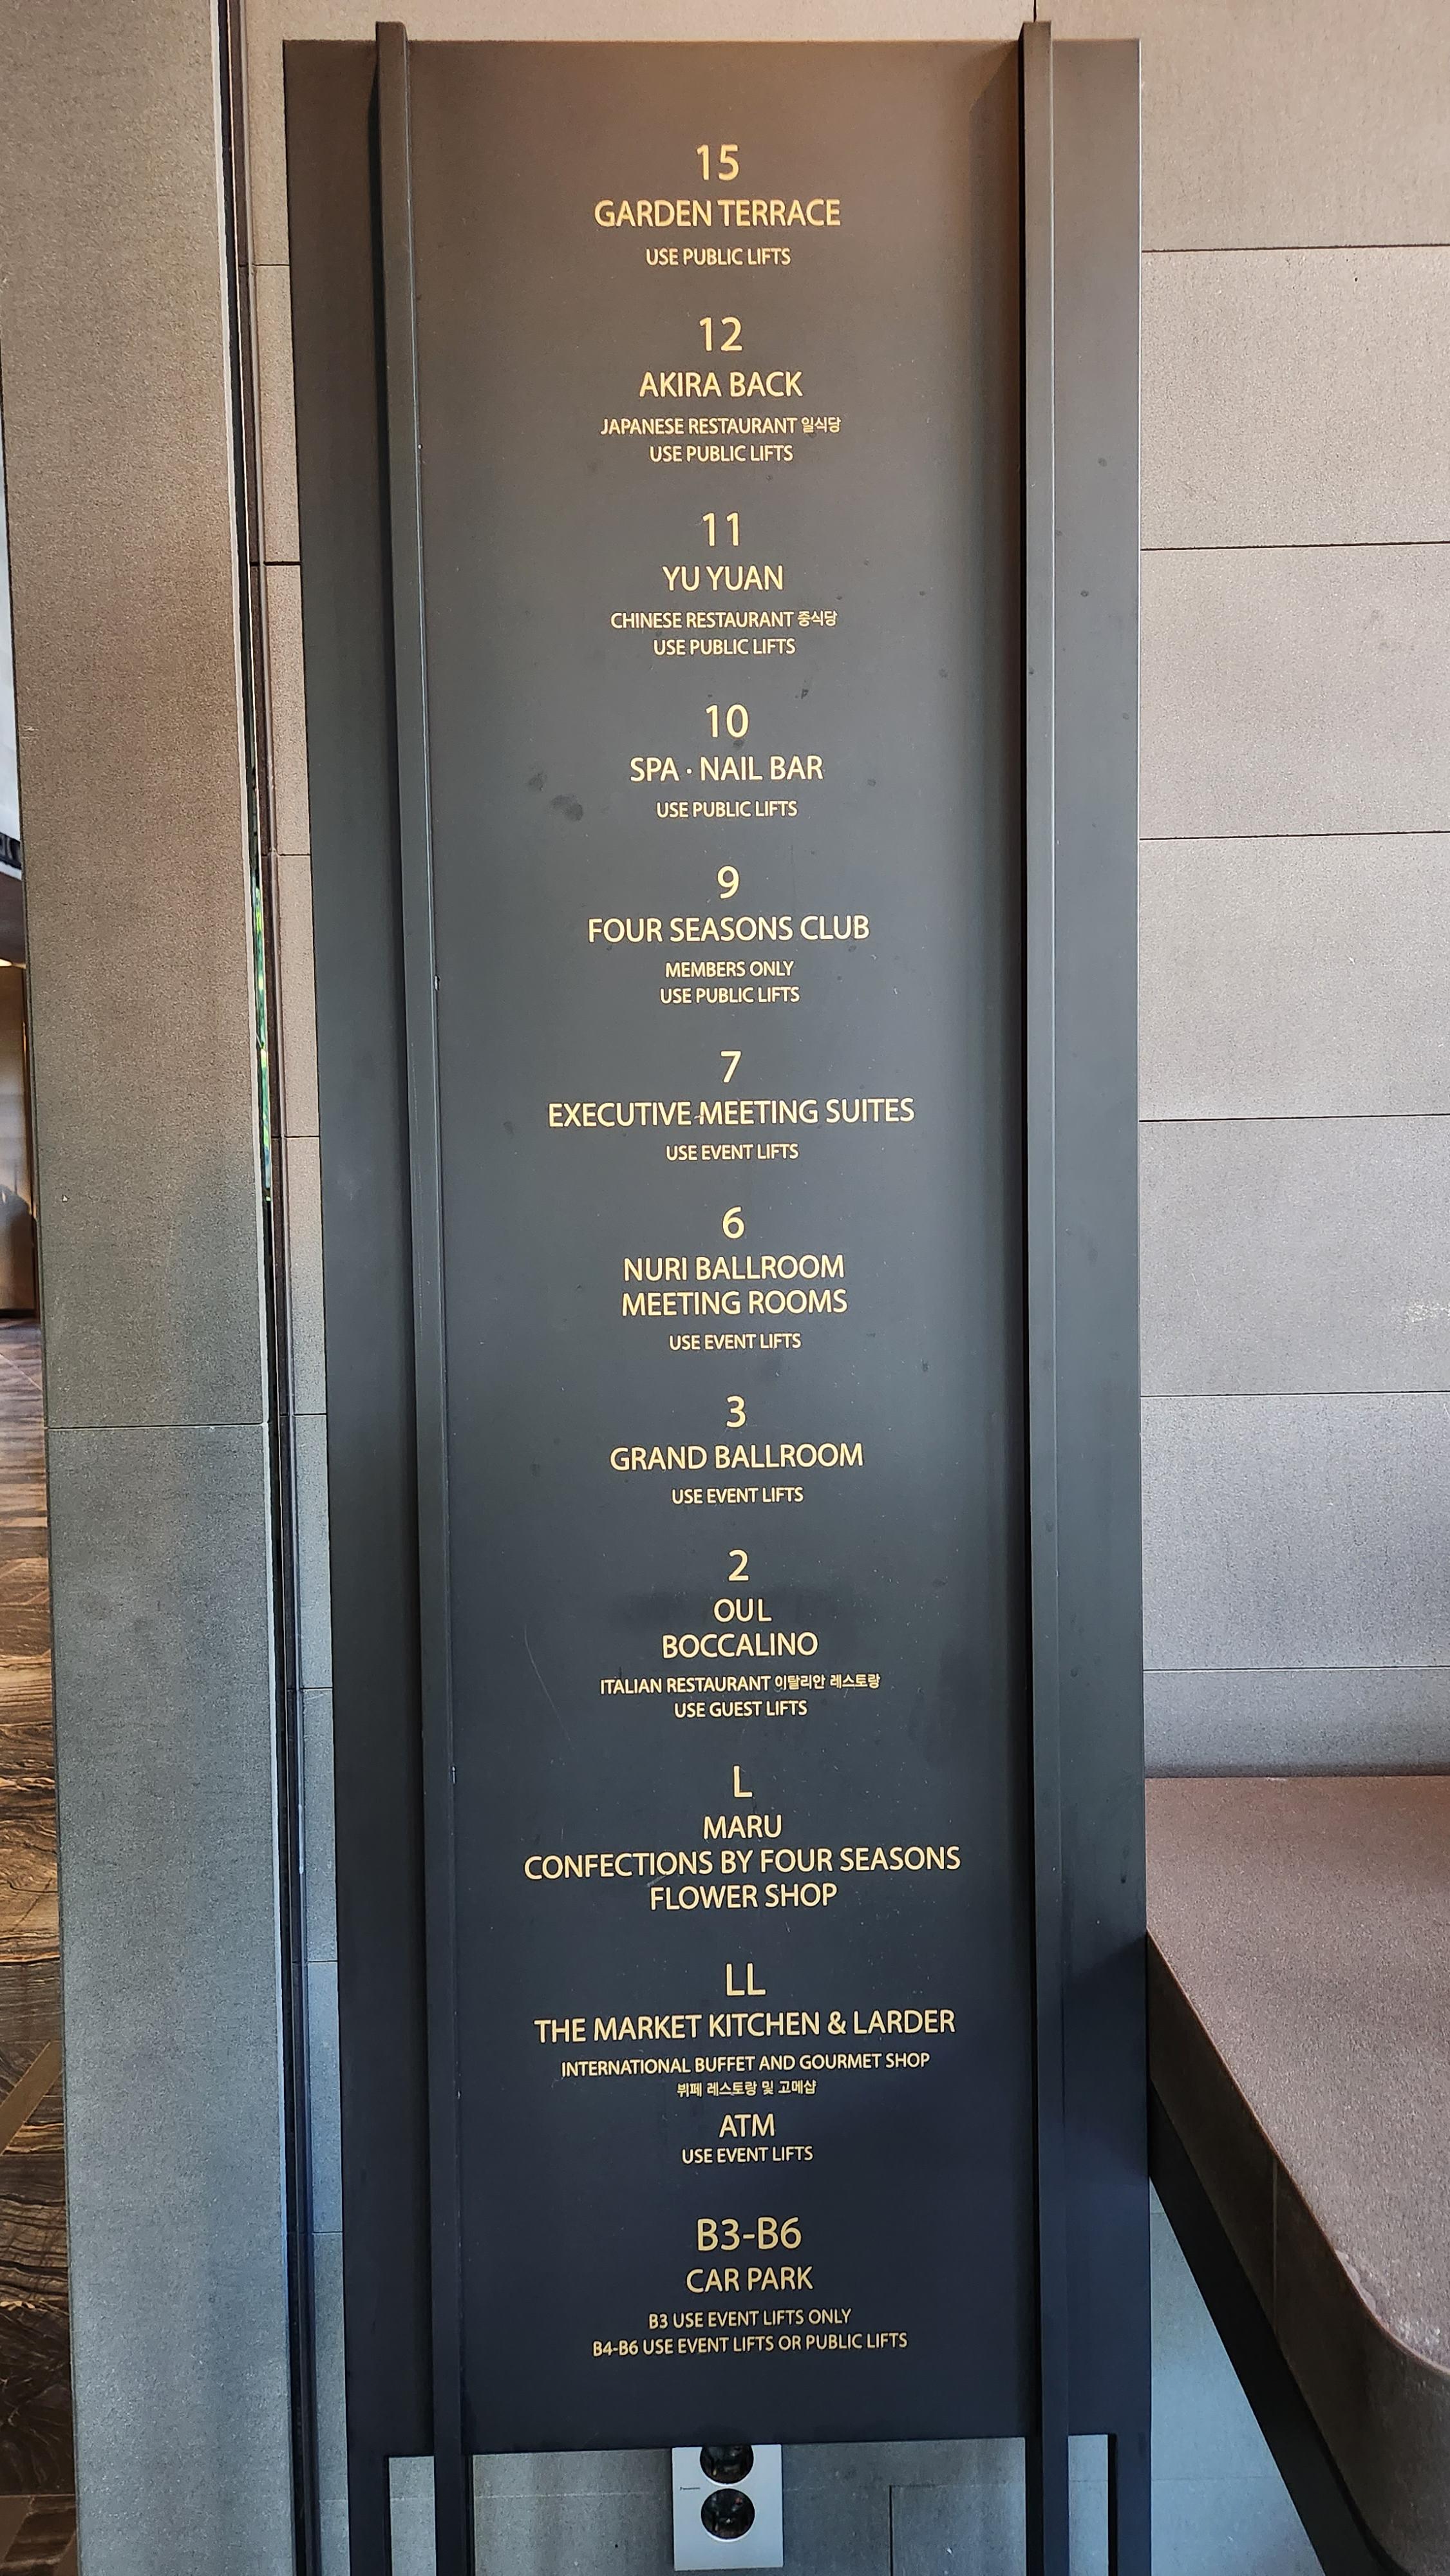 15
GARDEN TERRACE
USE PUBLIC LIFTS
12
AKIRA BACK
JAPANESE RESTAURANT 일식당
USE PUBLIC LIFTS
11
YU YUAN
CHINESE RESTAURANT 중식당
USE PUBLIC LIFTS
10
SPA · NAIL BAR
USE PUBLIC LIFTS
9
FOUR SEASONS CLUB
MEMBERS ONLY
USE PUBLIC LIFTS
7
EXECUTIVE MEETING SUITES
USE EVENT LIFTS
6
NURI BALLROOM
MEETING ROOMS
USE EVENT LIFTS
3
GRAND BALLROOM
USE EVENT LIFTS
2
OUL
BOCCALINO
ITALIAN RESTAURANT 이탈리안 레스토랑
USE GUEST LIFTS
L
MARU
CONFECTIONS BY FOUR SEASONS
FLOWER SHOP
LL
THE MARKET KITCHEN & LARDER
INTERNATIONAL BUFFET AND GOURMET SHOP
뷔페 레스토랑 및 고메샵
ATM
USE EVENT LIFTS
B3-B6
CAR PARK
B3 USE EVENT LIFTS ONLY
B4-B6 USE EVENT LIFTS OR PUBLIC LIFTS